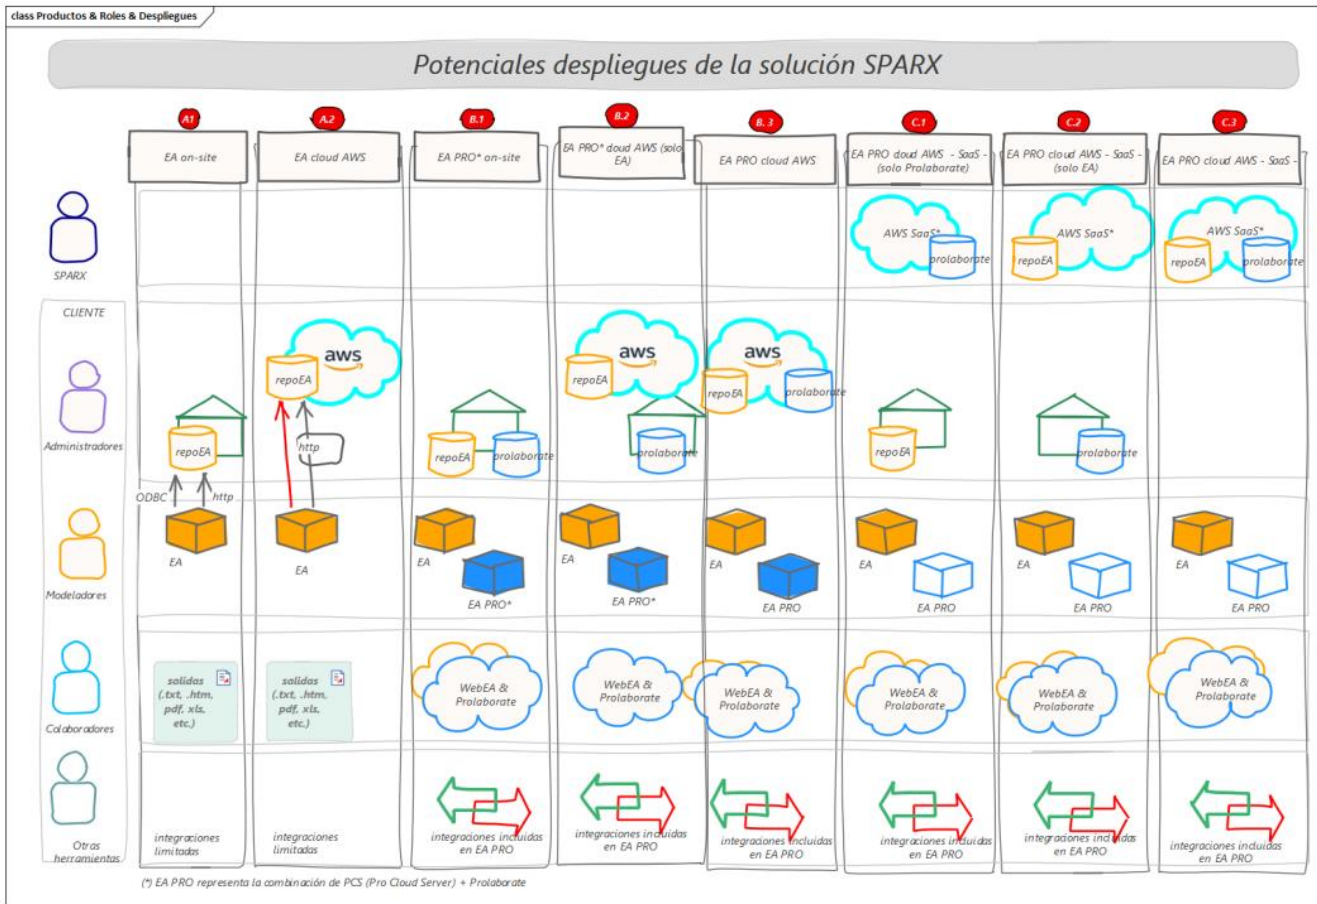 class Productos & Roles & Despliegues
Potenciales despliegues de la solución SPARX
A1
A.2
B.1
B.2
B. 3
C.1
C.2
C.3
EA on-site
EA cloud AWS
EA PRO* on-site
EA PRO* cloud AWS (solo
EA)
EA PRO cloud AWS
EA PRO cloud AWS - SaaS -
(solo Prolaborate)
EA PRO cloud AWS - SaaS -
(solo EA)
EA PRO cloud AWS - SaaS -
SPARX
AWS SaaS*
prolaborate
AWS SaaS*
repoEA
AWS SaaS*
repoEA
prolaborate
CLIENTE
Administradores
repoEA
ODBC
http
aws
repoEA
http
repoEA
prolaborate
aws
repoEA
prolaborate
aws
repoEA
prolaborate
repoEA
prolaborate
Modeladores
EA
EA
EA
EA PRO*
EA
EA PRO*
EA
EA PRO
EA
EA PRO
EA
EA PRO
EA
EA PRO
Colaboradores
salidas
(.txt, .htm,
pdf, xls,
etc.)
salidas
(.txt, .htm,
pdf, xls,
etc.)
WebEA &
Prolaborate
WebEA &
Prolaborate
WebEA &
Prolaborate
WebEA &
Prolaborate
WebEA &
Prolaborate
WebEA &
Prolaborate
Otras
herramientas
integraciones
limitadas
integraciones
limitadas
integraciones incluidas
en EA PRO
integraciones incluidas
en EA PRO
integraciones incluidas
en EA PRO
integraciones incluidas
en EA PRO
integraciones incluidas
en EA PRO
integraciones incluidas
en EA PRO
(*) EA PRO representa la combinación de PCS (Pro Cloud Server) + Prolaborate